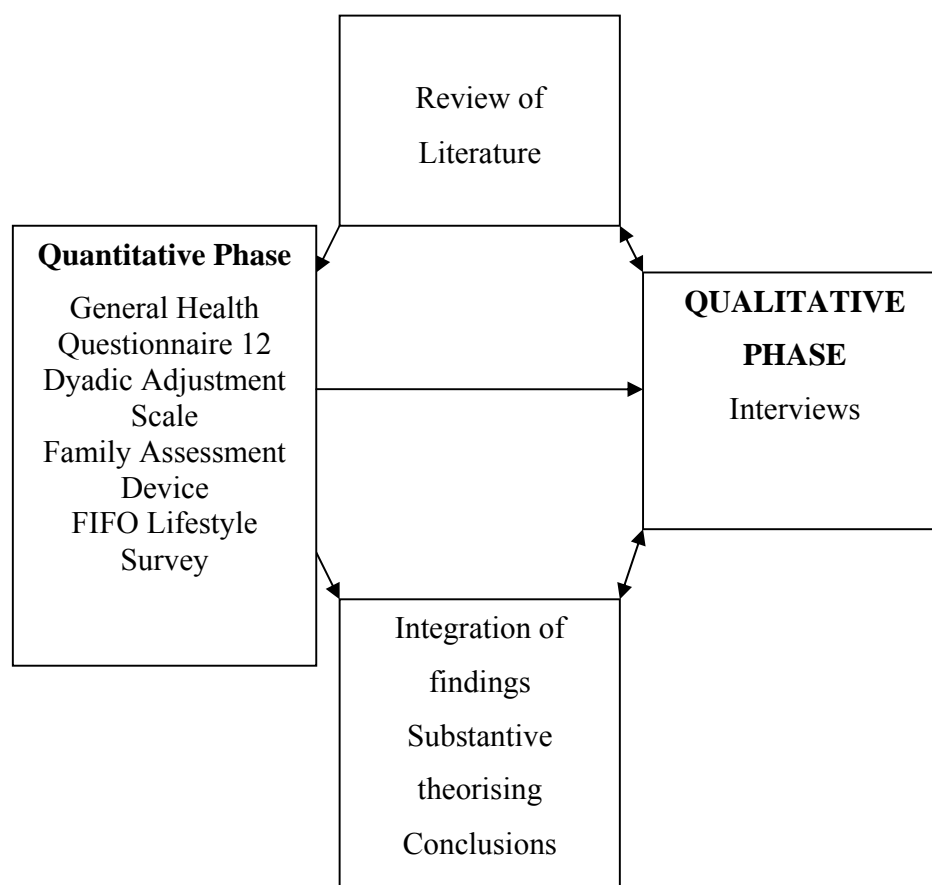 Review of
Literature
Quantitative Phase
General Health
Questionnaire 12
Dyadic Adjustment
Scale
Family Assessment
Device
FIFO Lifestyle
Survey
QUALITATIVE
PHASE
Interviews
Integration of
findings
Substantive
theorising
Conclusions